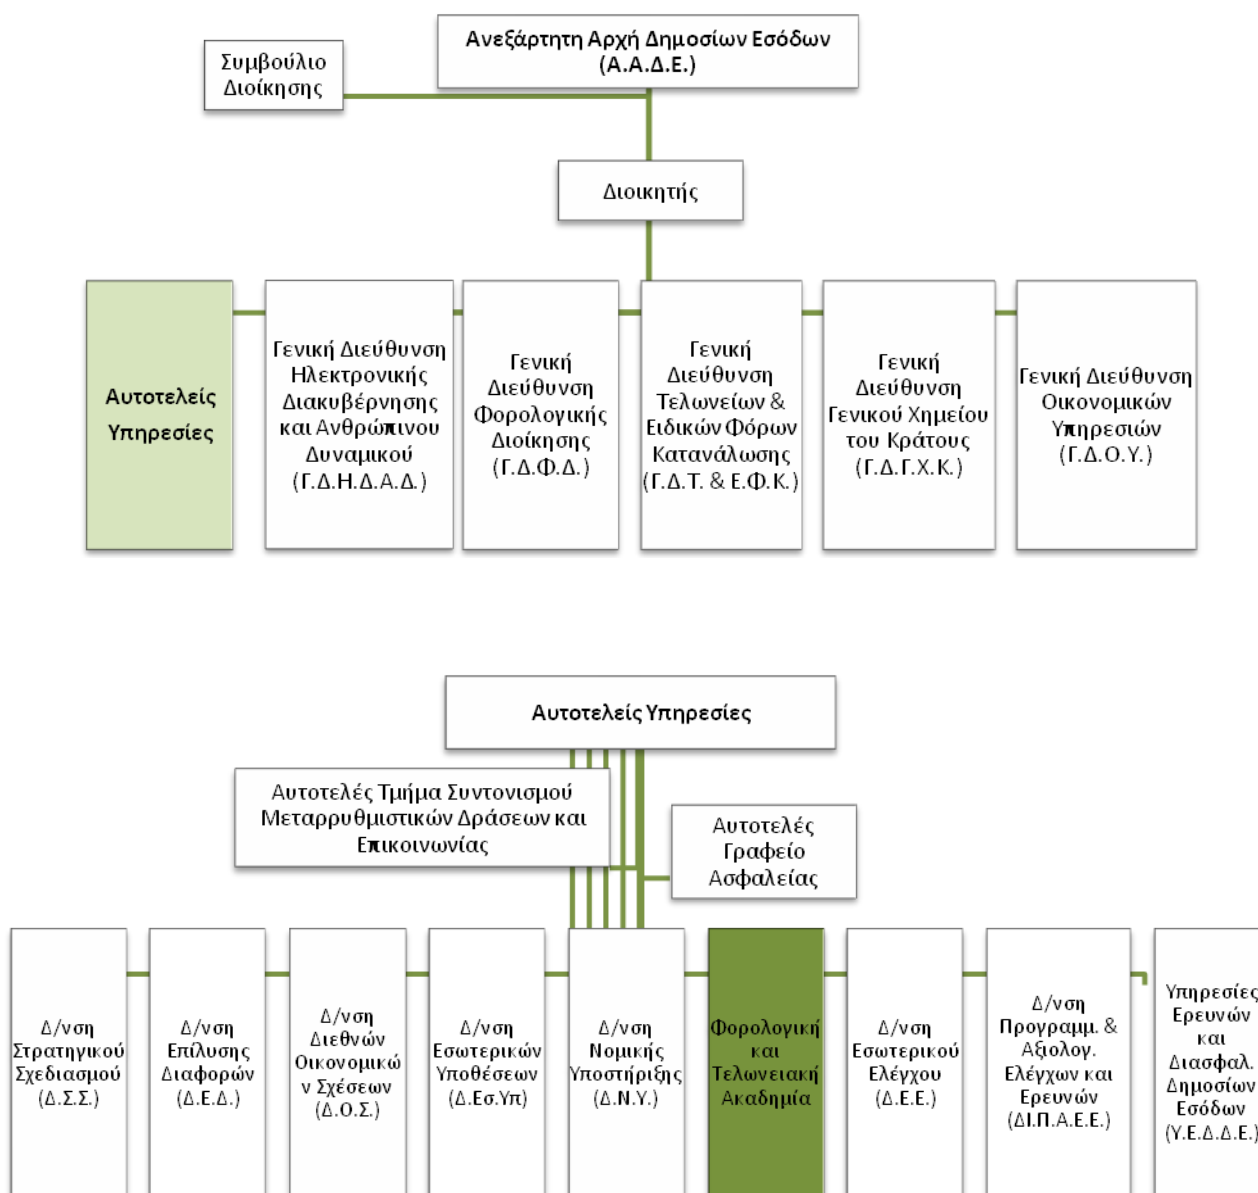 Ανεξάρτητη Αρχή Δημοσίων Εσόδων
(Α.Α.Δ.Ε.)
Συμβούλιο
Διοίκησης
Διοικητής
Αυτοτελείς
Υπηρεσίες
Γενική Διεύθυνση
Ηλεκτρονικής
Διακυβέρνησης
και Ανθρώπινου
Δυναμικού
(Γ.Δ.Η.Δ.Α.Δ.)
Γενική
Διεύθυνση
Φορολογικής
Διοίκησης
(Γ.Δ.Φ.Δ.)
Γενική
Διεύθυνση
Τελωνείων &
Ειδικών Φόρων
Κατανάλωσης
(Γ.Δ.Τ. & Ε.Φ.Κ.)
Γενική
Διεύθυνση
Γενικού Χημείου
του Κράτους
(Γ.Δ.Γ.Χ.Κ.)
Γενική Διεύθυνση
Οικονομικών
Υπηρεσιών
(Γ.Δ.Ο.Υ.)
Αυτοτελείς Υπηρεσίες
Αυτοτελές Τμήμα Συντονισμού
Μεταρρυθμιστικών Δράσεων και
Επικοινωνίας
Αυτοτελές
Γραφείο
Ασφαλείας
Δ/νση
Στρατηγικού
Σχεδιασμού
(Δ.Σ.Σ.)
Δ/νση
Επίλυσης
Διαφορών
(Δ.Ε.Δ.)
Δ/νση
Διεθνών
Οικονομικώ
ν Σχέσεων
(Δ.Ο.Σ.)
Δ/νση
Εσωτερικών
Υποθέσεων
(Δ.Εσ.Υπ)
Δ/νση
Νομικής
Υποστήριξης
(Δ.Ν.Υ.)
Φορολογική
και
Τελωνειακή
Ακαδημία
Δ/νση
Εσωτερικού
Ελέγχου
(Δ.Ε.Ε.)
Δ/νση
Προγραμμ. &
Αξιολογ.
Ελέγχων και
Ερευνών
(ΔΙ.Π.Α.Ε.Ε.)
Υπηρεσίες
Ερευνών
και
Διασφαλ.
Δημοσίων
Εσόδων
(Υ.Ε.Δ.Δ.Ε.)